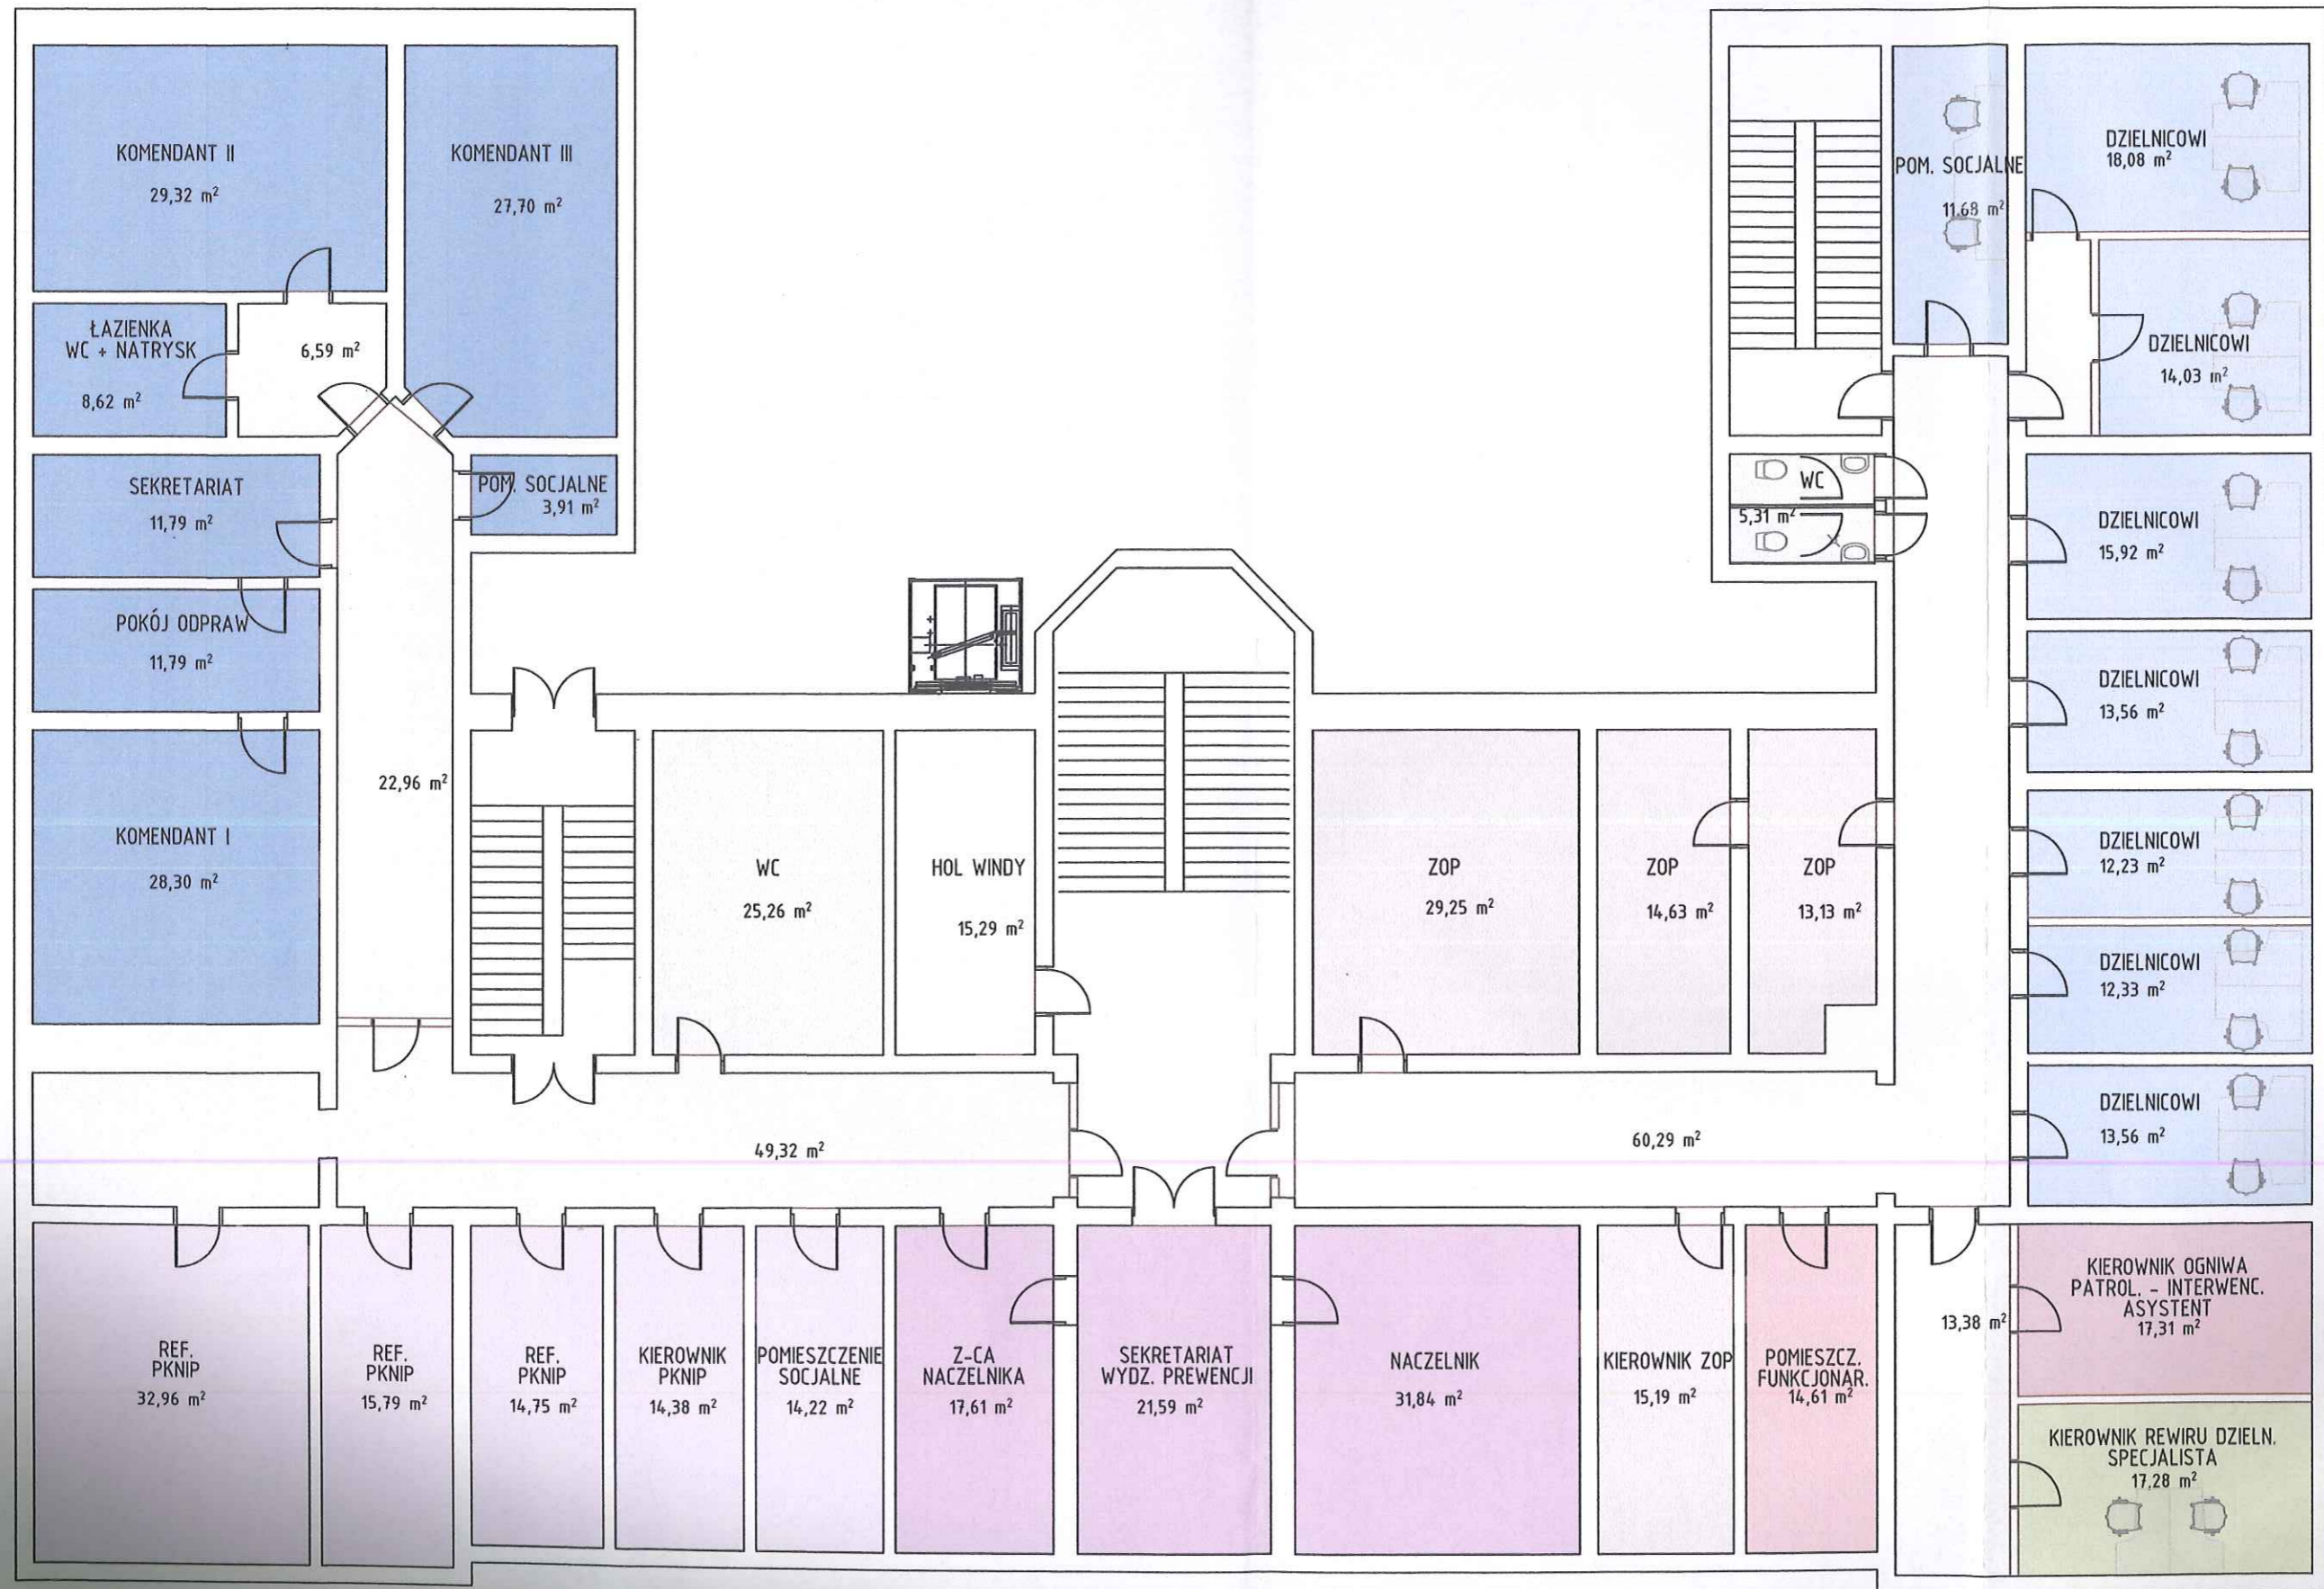 KOMENDANT II
29,32 m²
KOMENDANT III
27,70 m²
ŁAZIENKA
WC + NATRYSK
8,62 m²
6,59 m²
SEKRETARIAT
11,79 m²
POM. SOCJALNE
3,91 m²
POKÓJ ODPRAW
11,79 m²
KOMENDANT I
28,30 m²
22,96 m²
WC
25,26 m²
HOL WINDY
15,29 m²
ZOP
29,25 m²
ZOP
14,63 m²
ZOP
13,13 m²
POM. SOCJALNE
11.68 m²
DZIELNICOWI
18,08 m²
DZIELNICOWI
14,03 m²
WC
5,31 m²
DZIELNICOWI
15,92 m²
DZIELNICOWI
13,56 m²
DZIELNICOWI
12,23 m²
DZIELNICOWI
12,33 m²
DZIELNICOWI
13,56 m²
49,32 m²
60,29 m²
REF.
PKNIP
32,96 m²
REF.
PKNIP
15,79 m²
REF.
PKNIP
14,75 m²
KIEROWNIK
PKNIP
14,38 m²
POMIESZCZENIE
SOCJALNE
14,22 m²
Z-CA
NACZELNIKA
17,61 m²
SEKRETARIAT
WYDZ. PREWENCJI
21,59 m²
NACZELNIK
31,84 m²
KIEROWNIK ZOP
15,19 m²
POMIESZCZ.
FUNKCJONAR.
14,61 m²
13,38 m²
KIEROWNIK OGNIWA
PATROL. - INTERWENC.
ASYSTENT
17,31 m²
KIEROWNIK REWIRU DZIELN.
SPECJALISTA
17,28 m²